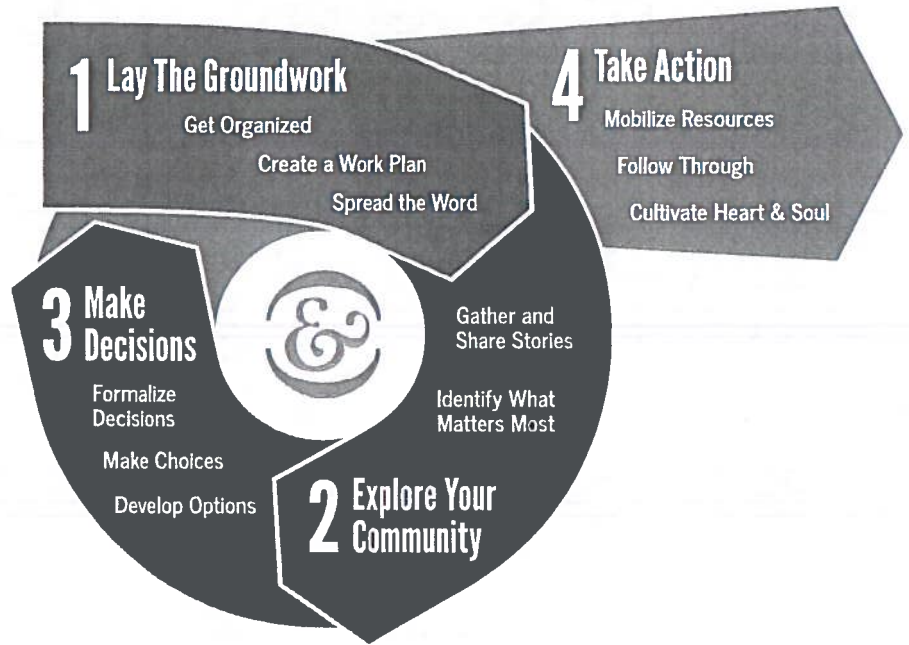 1 Lay The Groundwork
Get Organized
Create a Work Plan
Spread the Word
4 Take Action
Mobilize Resources
Follow Through
Cultivate Heart & Soul
&
Gather and
Share Stories
Identify What
Matters Most
2 Explore Your
Community
3 Make
Decisions
Formalize
Decisions
Make Choices
Develop Options